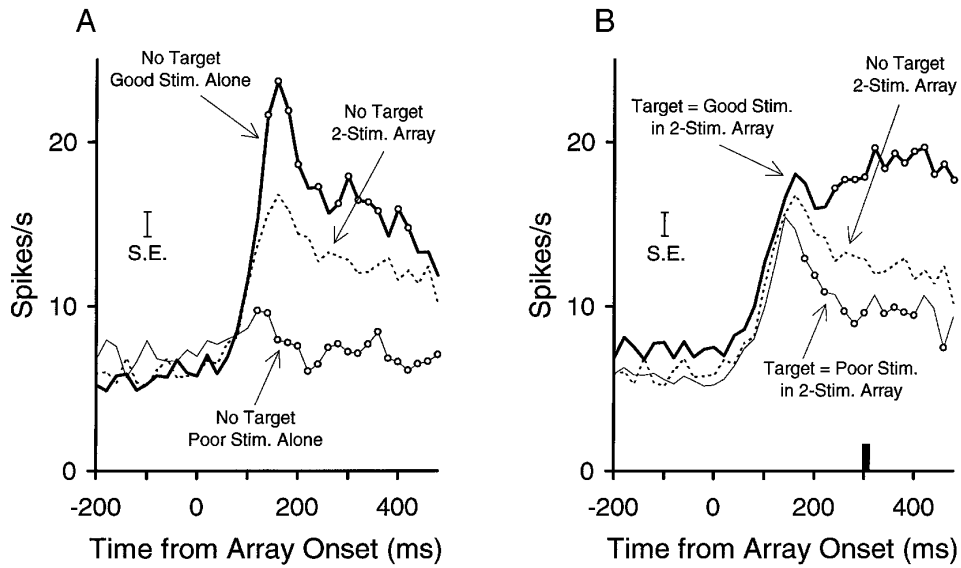 A
No Target
Good Stim. Alone
No Target
2-Stim. Array
20
S.E.
10
No Target
Poor Stim. Alone
0
Spikes/s
-200 0 200 400
Time from Array Onset (ms)
B
No Target
2-Stim. Array
Target = Good Stim.
in 2-Stim. Array
20
S.E.
10
Target = Poor Stim.
in 2-Stim. Array
0
Spikes/s
-200 0 200 400
Time from Array Onset (ms)